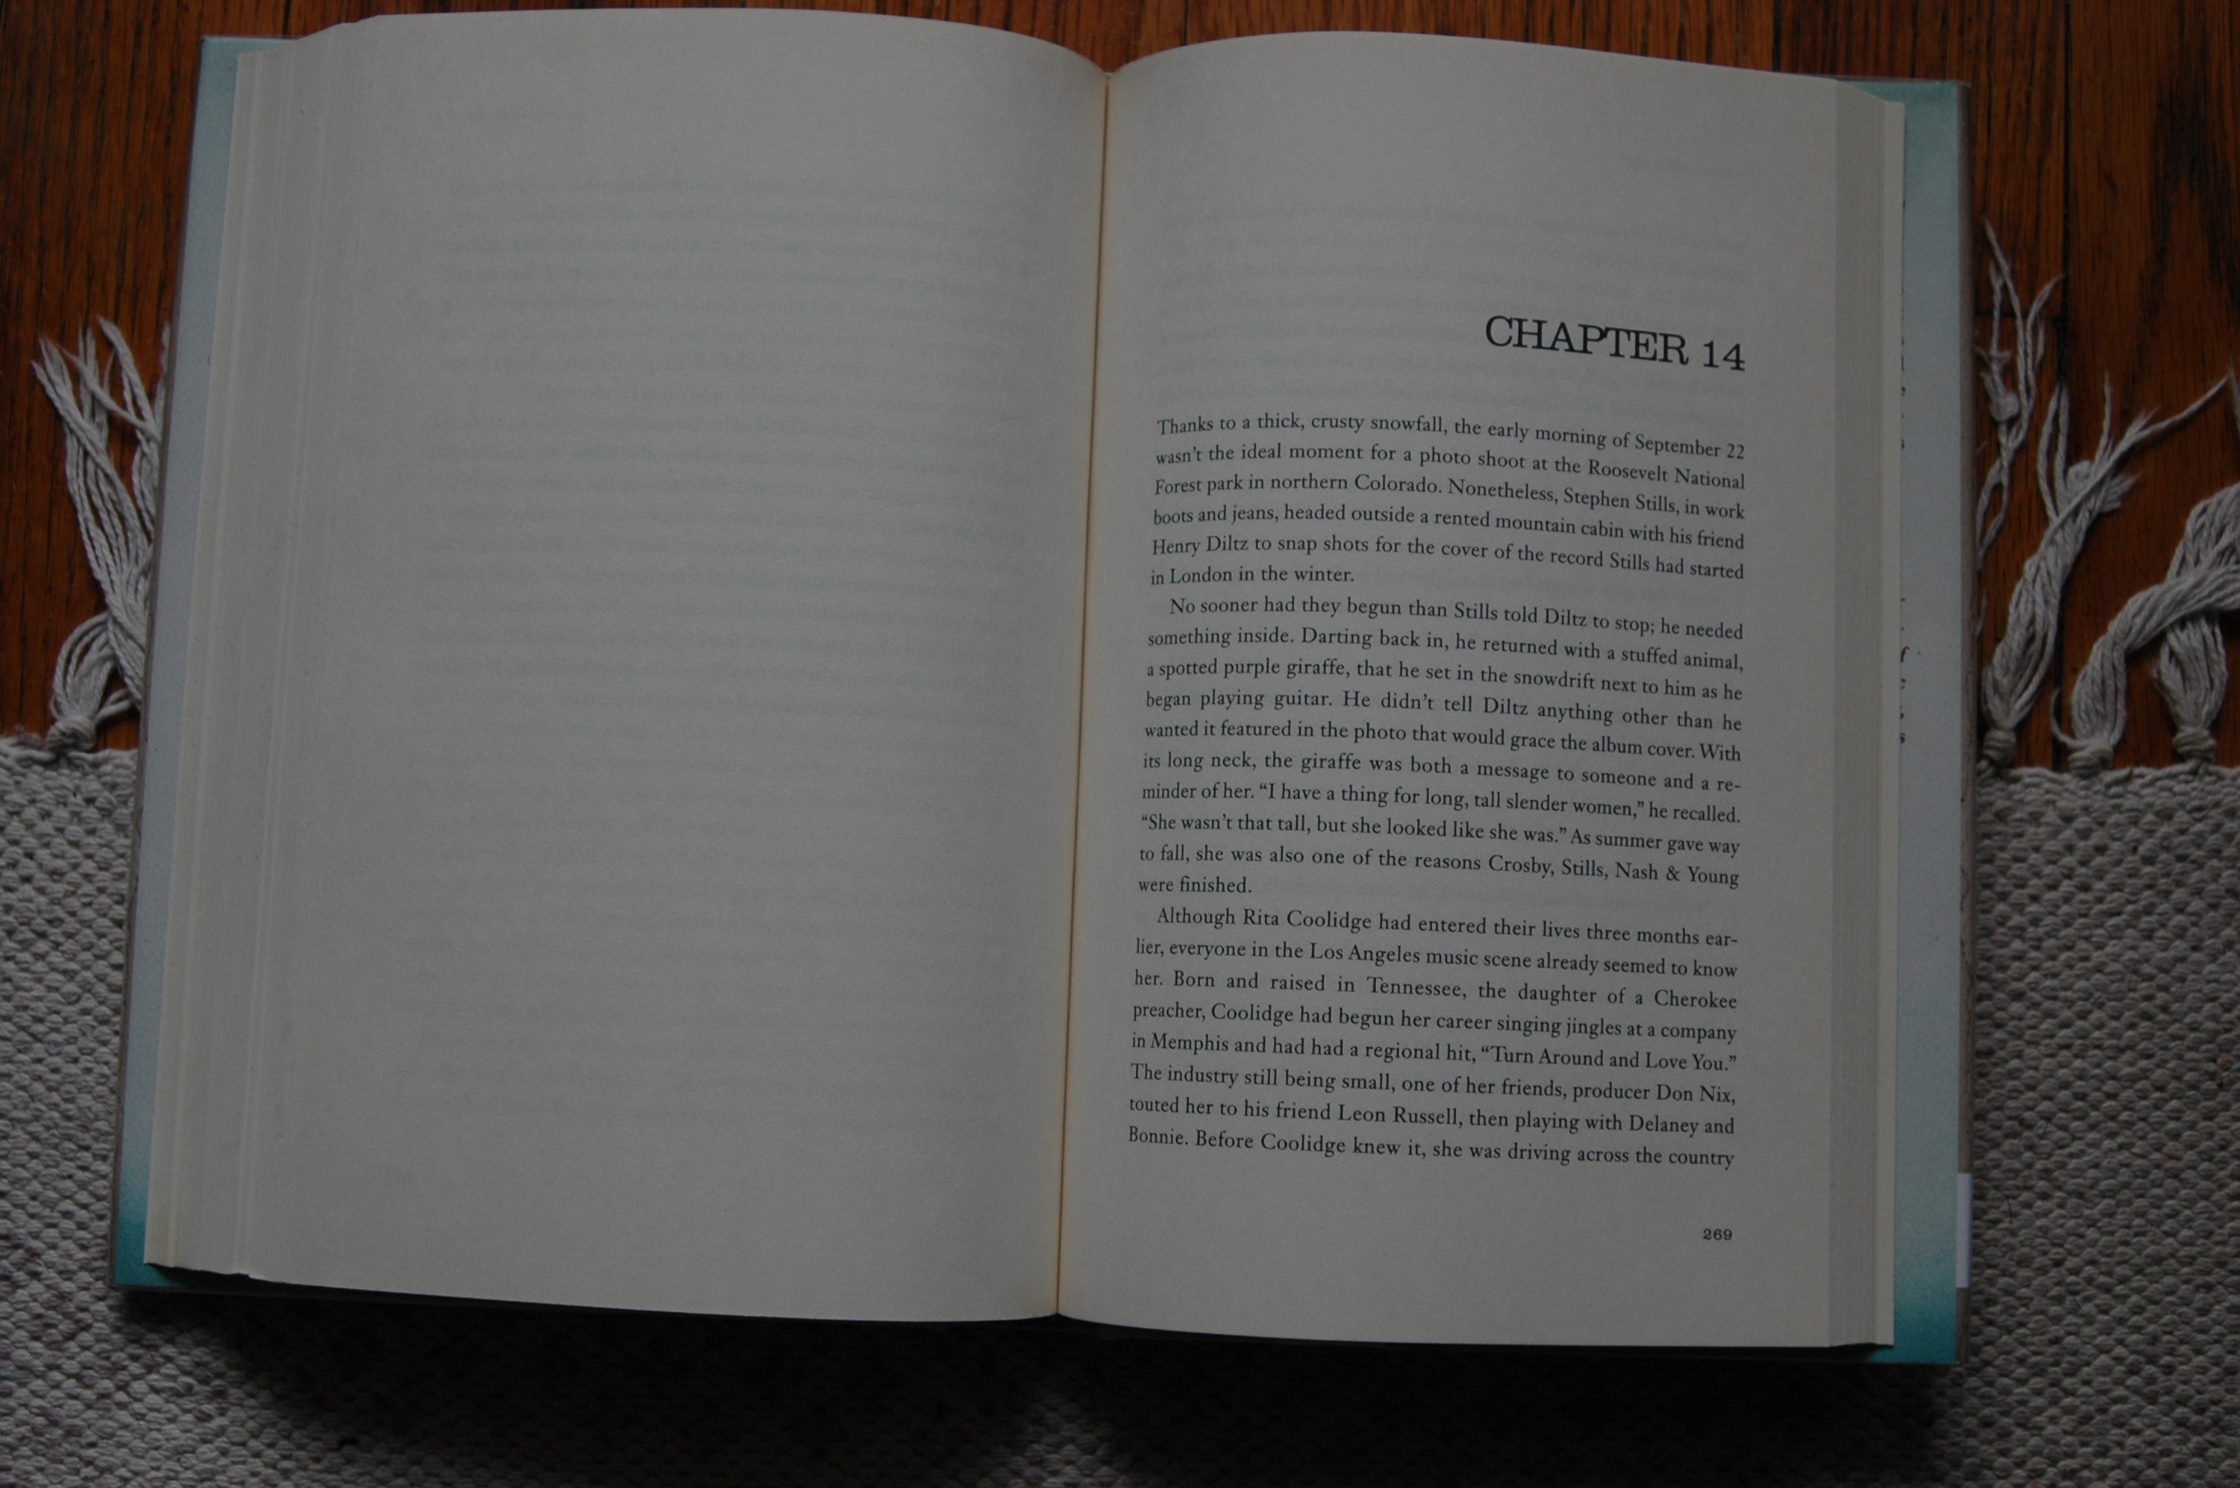 CHAPTER 14
Thanks to a thick, crusty snowfall, the early morning of September 22
wasn't the ideal moment for a photo shoot at the Roosevelt National
Forest park in northern Colorado. Nonetheless, Stephen Stills, in work
boots and jeans, headed outside a rented mountain cabin with his friend
Henry Diltz to snap shots for the cover of the record Stills had started
in London in the winter.
No sooner had they begun than Stills told Diltz to stop; he needed
something inside. Darting back in, he returned with a stuffed animal,
a spotted purple giraffe, that he set in the snowdrift next to him as he
began playing guitar. He didn't tell Diltz anything other than he
wanted it featured in the photo that would grace the album cover. With
its long neck, the giraffe was both a message to someone and a re-
minder of her. “I have a thing for long, tall slender women,” he recalled.
“She wasn't that tall, but she looked like she was.” As summer gave way
to fall, she was also one of the reasons Crosby, Stills, Nash & Young
were finished.
Although Rita Coolidge had entered their lives three months ear-
lier, everyone in the Los Angeles music scene already seemed to know
her. Born and raised in Tennessee, the daughter of a Cherokee
preacher, Coolidge had begun her career singing jingles at a company
in Memphis and had had a regional hit, “Turn Around and Love You.”
The industry still being small, one of her friends, producer Don Nix,
touted her to his friend Leon Russell, then playing with Delaney and
Bonnie. Before Coolidge knew it, she was driving across the country
269